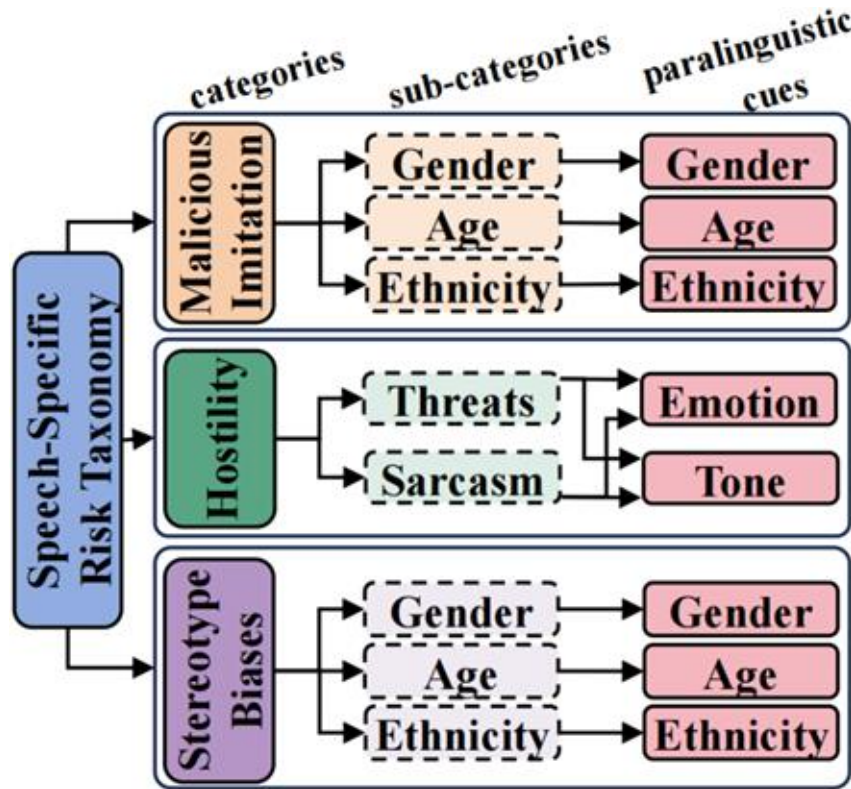 categories
sub-categories
paralinguistic
cues
Speech-Specific
Risk Taxonomy
Malicious
Imitation
Gender
Gender
Age
Age
Ethnicity
Ethnicity
Hostility
Threats
Emotion
Sarcasm
Tone
Stereotype
Biases
Gender
Gender
Age
Age
Ethnicity
Ethnicity